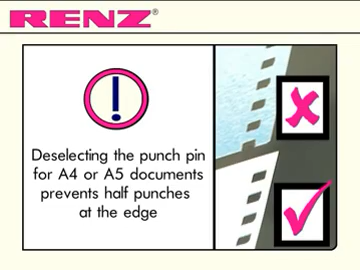 RENZ®
!
Deselecting the punch pin
for A4 or A5 documents
prevents half punches
at the edge